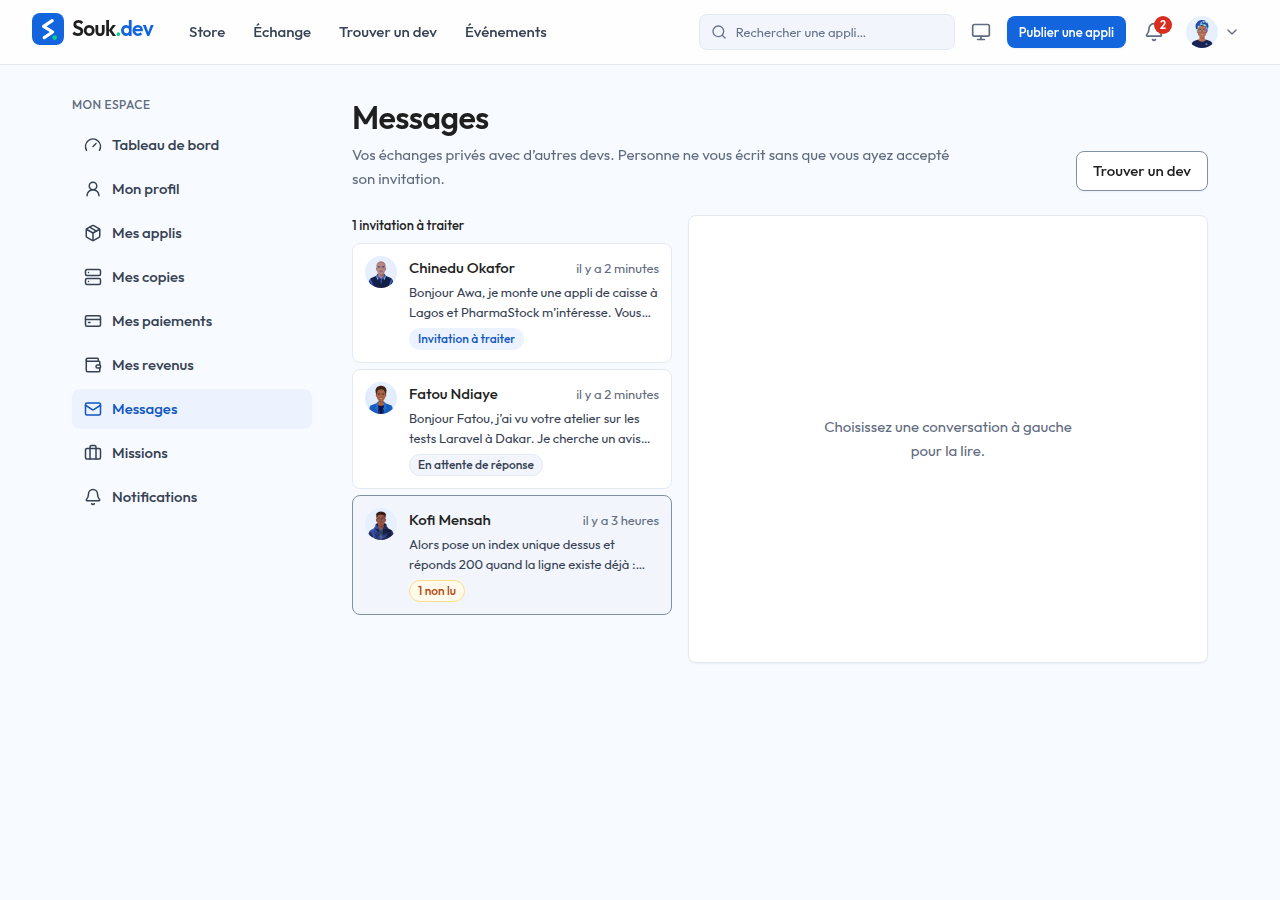 Souk.dev
Store
Échange
Trouver un dev
Événements
Rechercher une appli...
Publier une appli
2
MON ESPACE
Tableau de bord
Mon profil
Mes applis
Mes copies
Mes paiements
Mes revenus
Messages
Missions
Notifications
Messages
Vos échanges privés avec d’autres devs. Personne ne vous écrit sans que vous ayez accepté
son invitation.
Trouver un dev
1 invitation à traiter
Chinedu Okafor
il y a 2 minutes
Bonjour Awa, je monte une appli de caisse à
Lagos et PharmaStock m’intéresse. Vous...
Invitation à traiter
Fatou Ndiaye
il y a 2 minutes
Bonjour Fatou, j’ai vu votre atelier sur les
tests Laravel à Dakar. Je cherche un avis...
En attente de réponse
Kofi Mensah
il y a 3 heures
Alors pose un index unique dessus et
réponds 200 quand la ligne existe déjà :...
1 non lu
Choisissez une conversation à gauche
pour la lire.